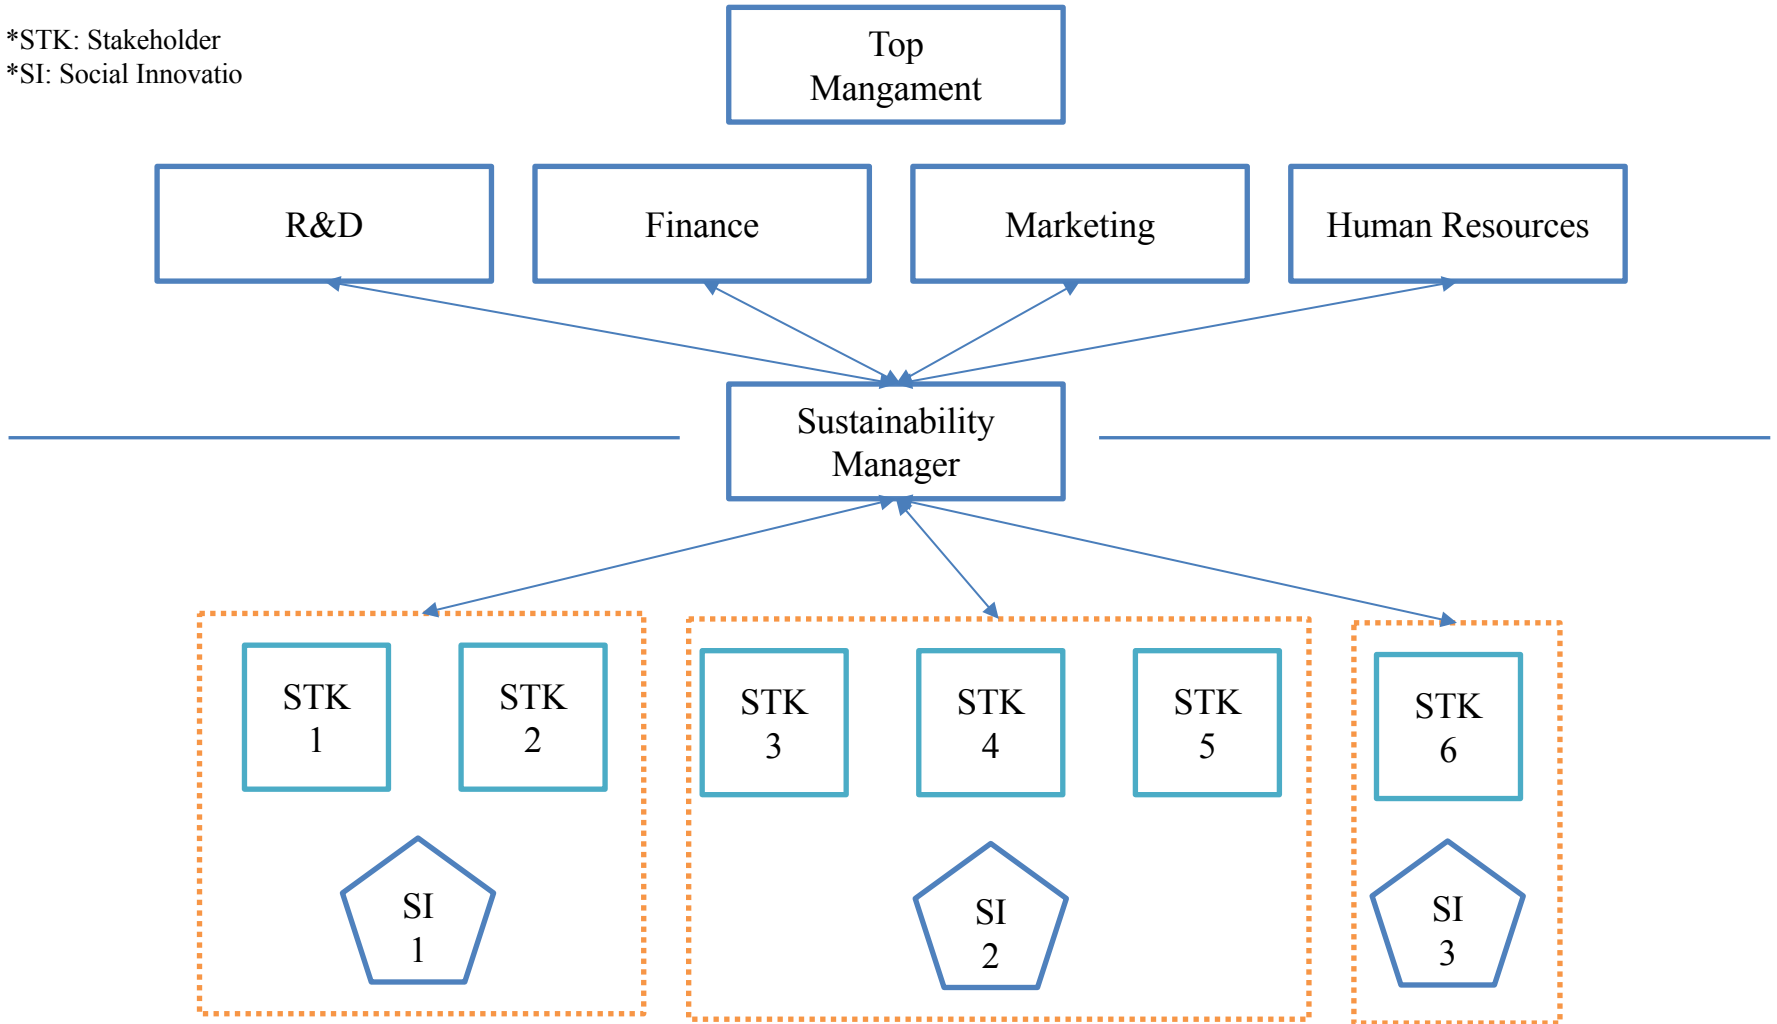 *STK: Stakeholder
*SI: Social Innovatio
Top
Mangament
R&D
Finance
Marketing
Human Resources
Sustainability
Manager
STK
1
STK
2
STK
3
STK
4
STK
5
STK
6
SI
1
SI
2
SI
3